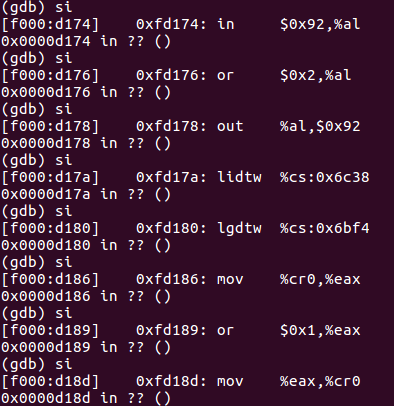 (gdb) si
[f000:d174]    0xfd174: in     $0x92,%al
0x0000d174 in ?? ()
(gdb) si
[f000:d176]    0xfd176: or     $0x2,%al
0x0000d176 in ?? ()
(gdb) si
[f000:d178]    0xfd178: out    %al,$0x92
0x0000d178 in ?? ()
(gdb) si
[f000:d17a]    0xfd17a: lidtw  %cs:0x6c38
0x0000d17a in ?? ()
(gdb) si
[f000:d180]    0xfd180: lgdtw  %cs:0x6bf4
0x0000d180 in ?? ()
(gdb) si
[f000:d186]    0xfd186: mov    %cr0,%eax
0x0000d186 in ?? ()
(gdb) si
[f000:d189]    0xfd189: or     $0x1,%eax
0x0000d189 in ?? ()
(gdb) si
[f000:d18d]    0xfd18d: mov    %eax,%cr0
0x0000d18d in ?? ()